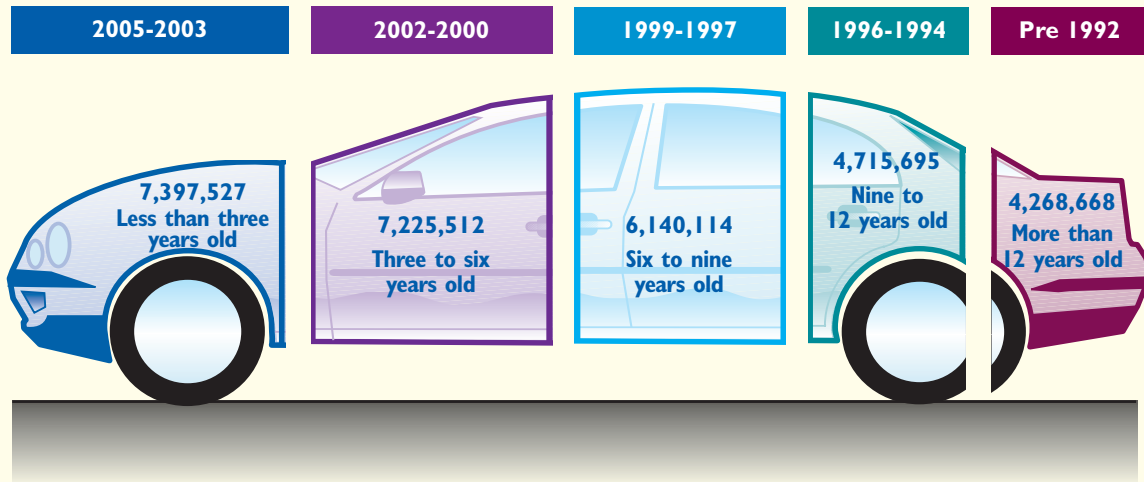 2005-2003
7,397,527
Less than three
years old
2002-2000
7,225,512
Three to six
years old
1999-1997
6,140,114
Six to nine
years old
1996-1994
4,715,695
Nine to
12 years old
Pre 1992
4,268,668
More than
12 years old